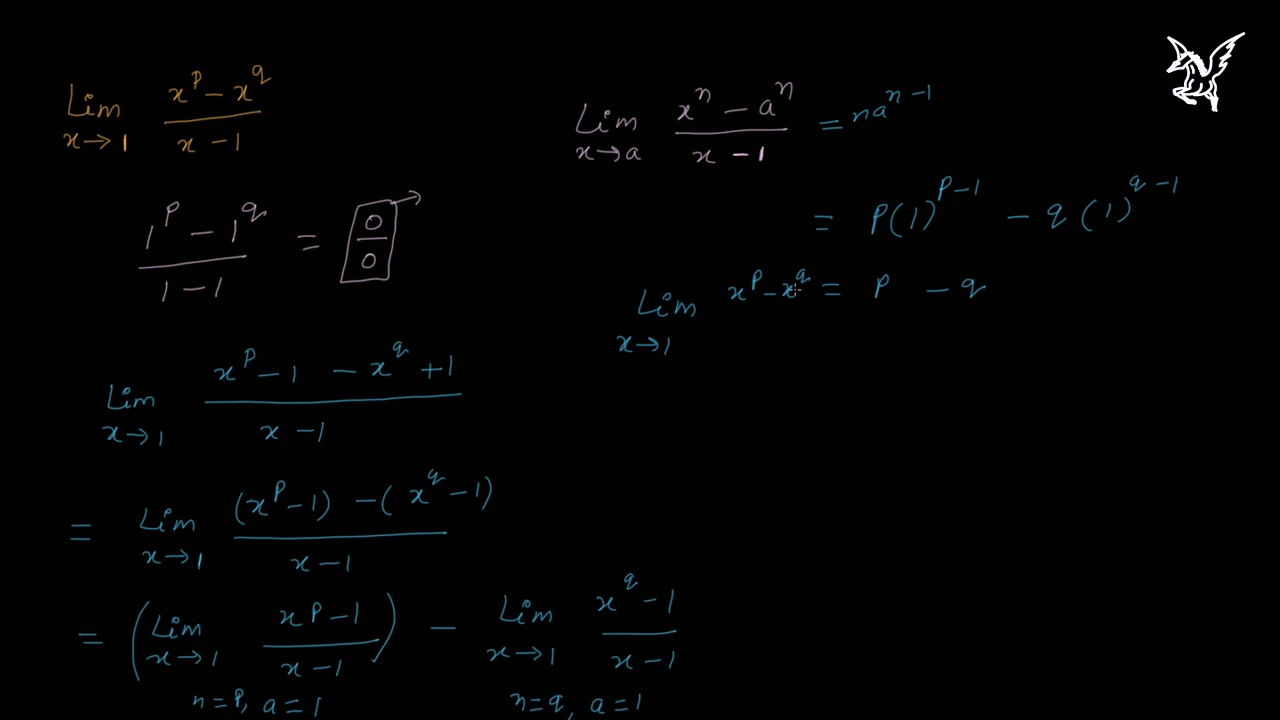 Lim x→1 (x^p − x^q)/(x − 1)
(1^p − 1^q)/(1 − 1) = 0/0 →
Lim x→1 (x^p − 1 − x^q + 1)/(x − 1)
= Lim x→1 ((x^p − 1) − (x^q − 1))/(x − 1)
= (Lim x→1 (x^p − 1)/(x − 1)) − Lim x→1 (x^q − 1)/(x − 1)
n = p, a = 1
n = q, a = 1
Lim x→a (x^n − a^n)/(x − 1) = na^(n − 1)
= P(1)^(p − 1) − q(1)^(q − 1)
Lim x→1 x^p − x^q = p − q